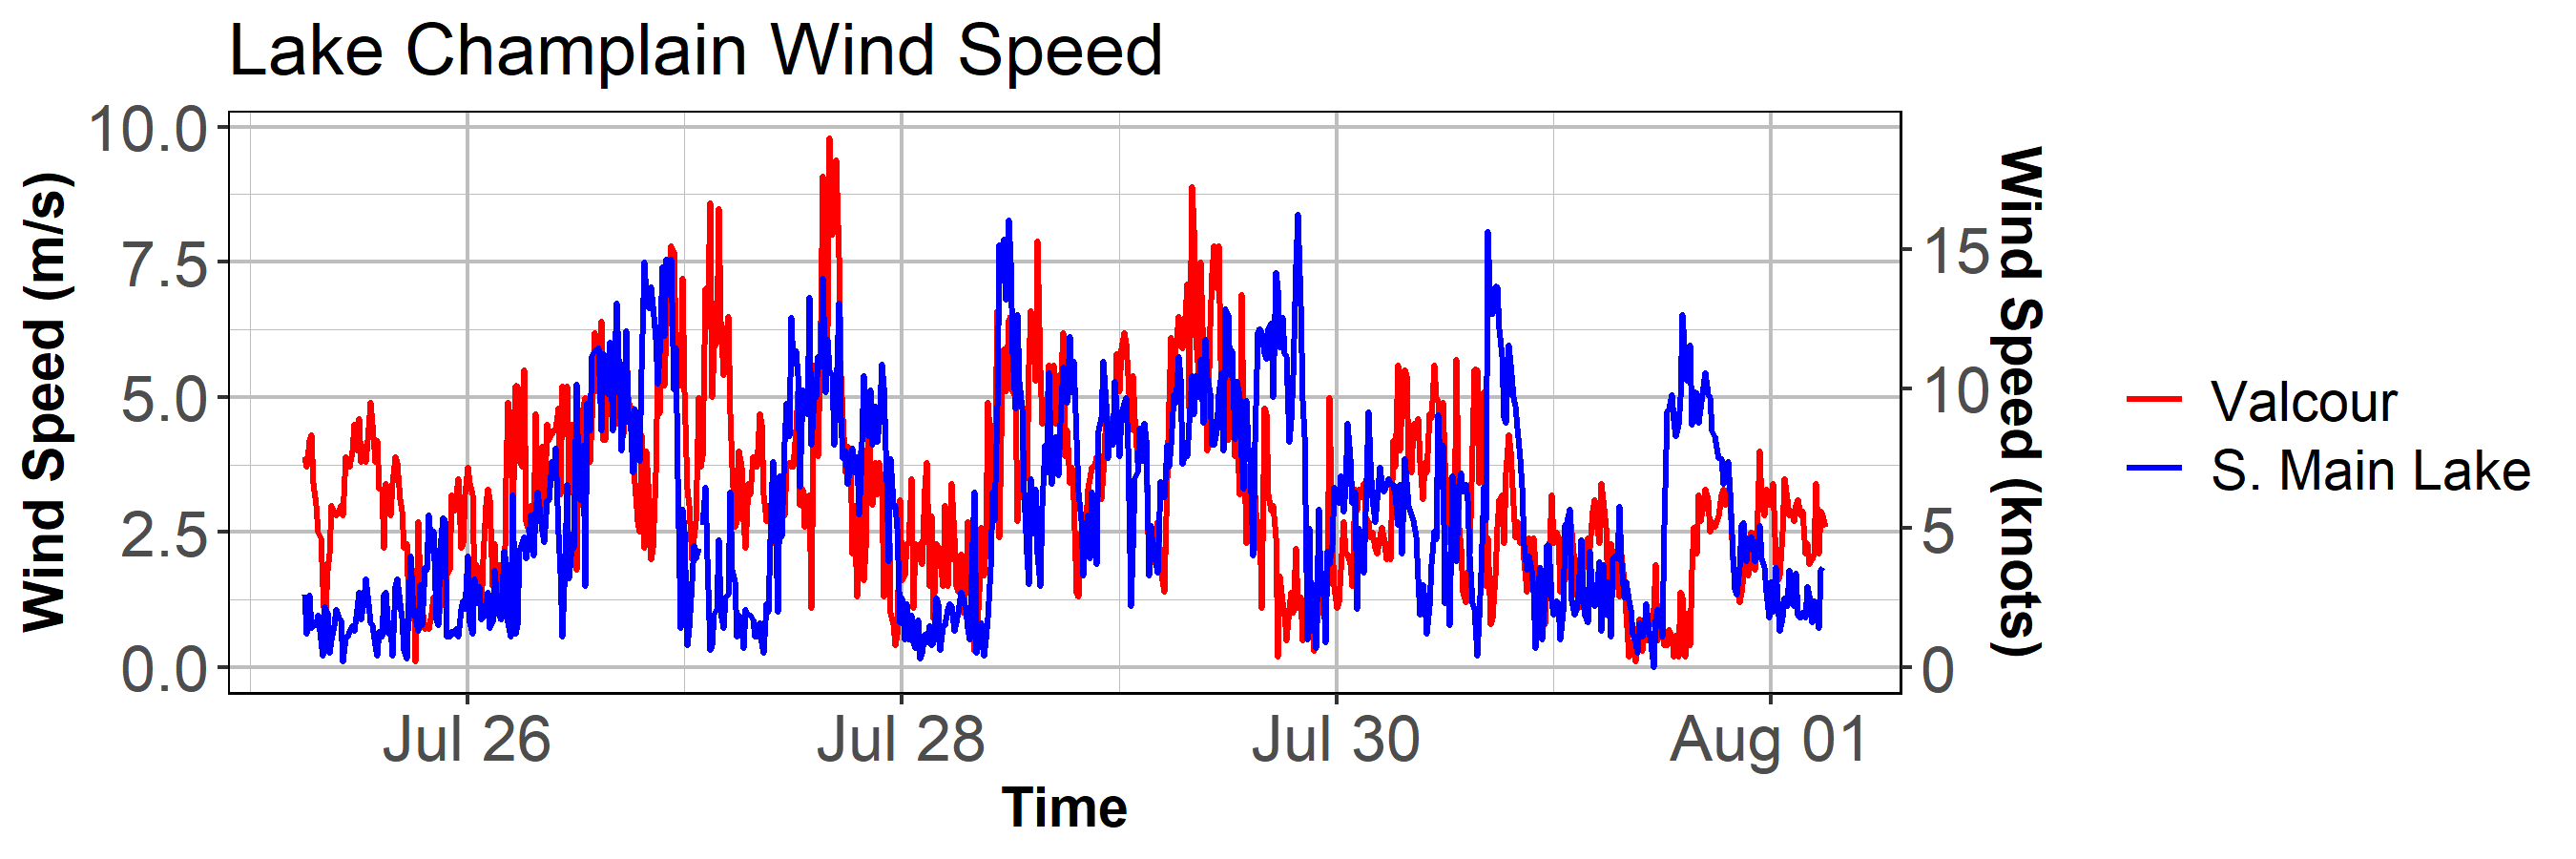 Lake Champlain Wind Speed
Wind Speed (m/s)
10.0
7.5
5.0
2.5
0.0
Jul 26
Jul 28
Jul 30
Aug 01
Time
15
10
5
0
Wind Speed (knots)
Valcour
S. Main Lake